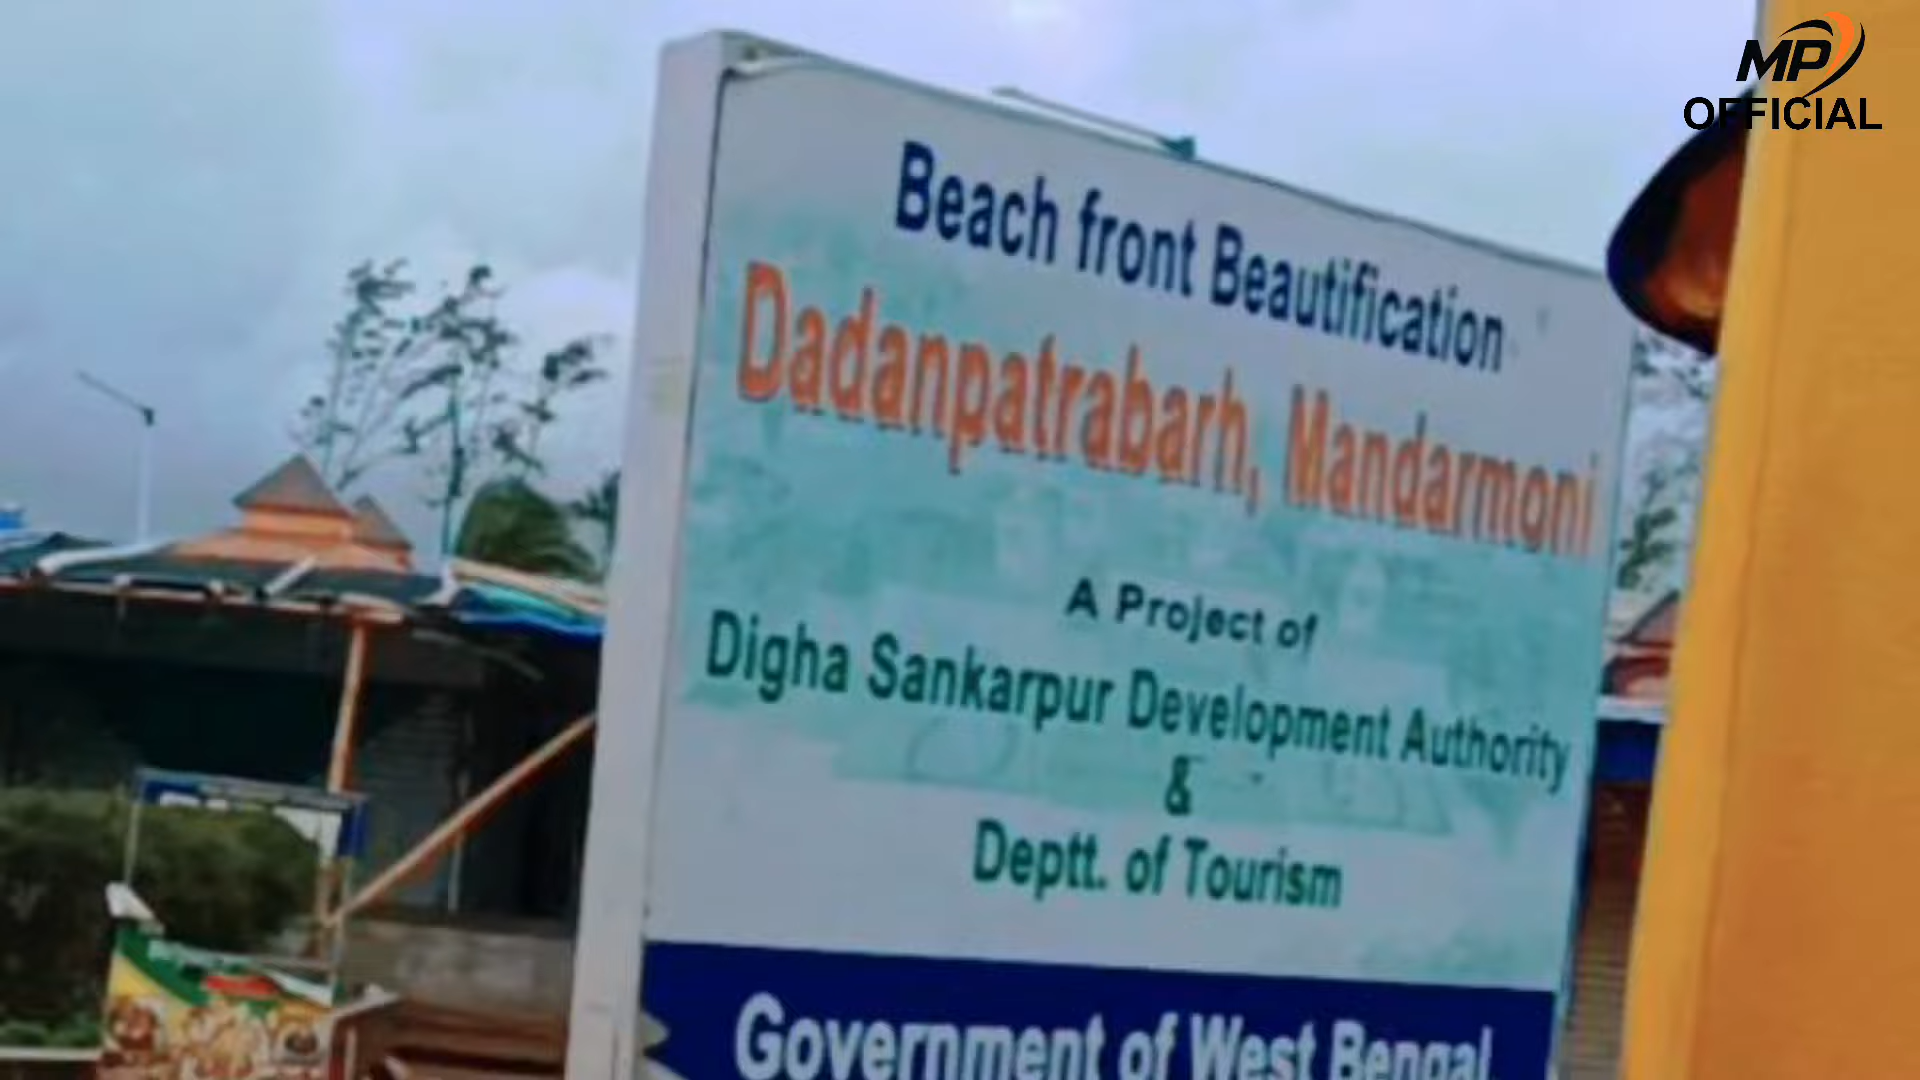 MP
OFFICIAL
Beach front Beautification
Dadanpatrabarh, Mandarmoni
A Project of
Digha Sankarpur Development Authority
&
Deptt. of Tourism
Government of West Bengal